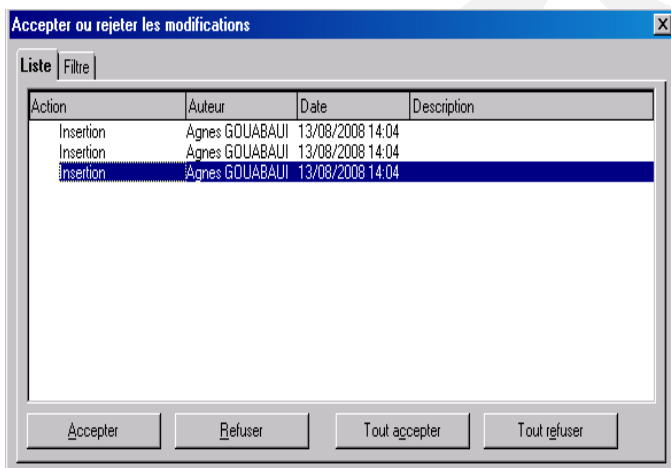 Accepter ou rejeter les modifications
Liste Filtre
Action Auteur Date Description
Insertion Agnes GOUABAUI 13/08/2008 14:04
Insertion Agnes GOUABAUI 13/08/2008 14:04
Insertion Agnes GOUABAUI 13/08/2008 14:04
Accepter Refuser Tout accepter Tout refuser